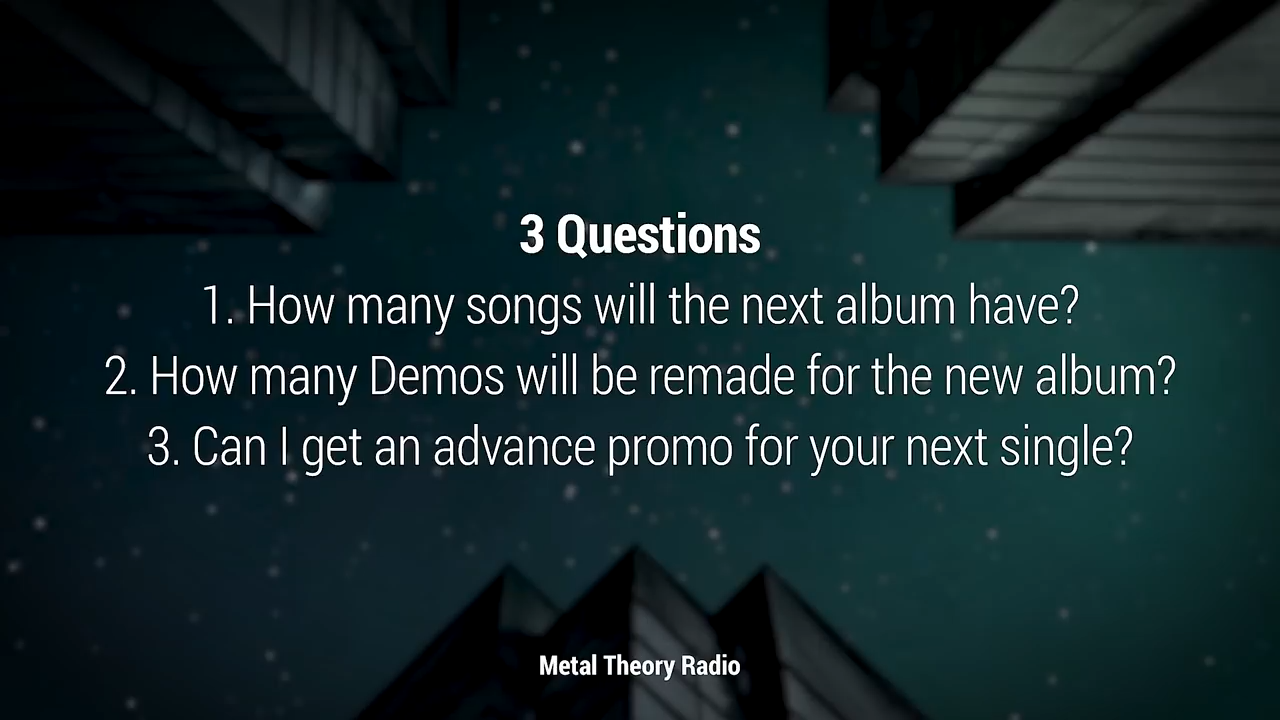 3 Questions
1. How many songs will the next album have?
2. How many Demos will be remade for the new album?
3. Can I get an advance promo for your next single?
Metal Theory Radio